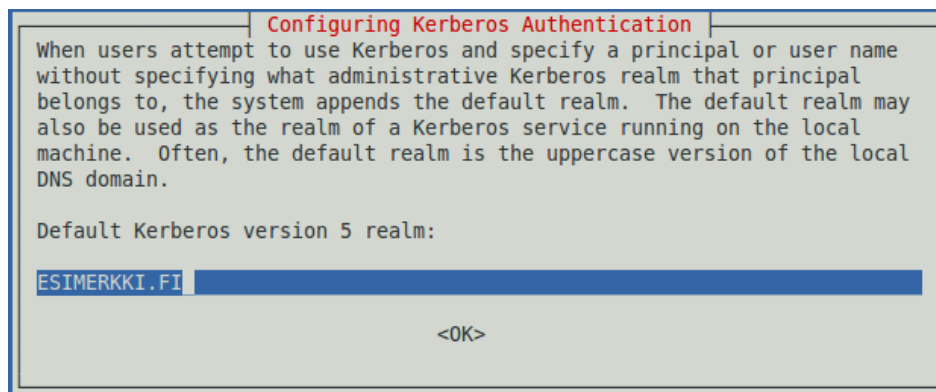 Configuring Kerberos Authentication
When users attempt to use Kerberos and specify a principal or user name
without specifying what administrative Kerberos realm that principal
belongs to, the system appends the default realm.  The default realm may
also be used as the realm of a Kerberos service running on the local
machine.  Often, the default realm is the uppercase version of the local
DNS domain.
Default Kerberos version 5 realm:
ESIMERKKI.FI
<OK>